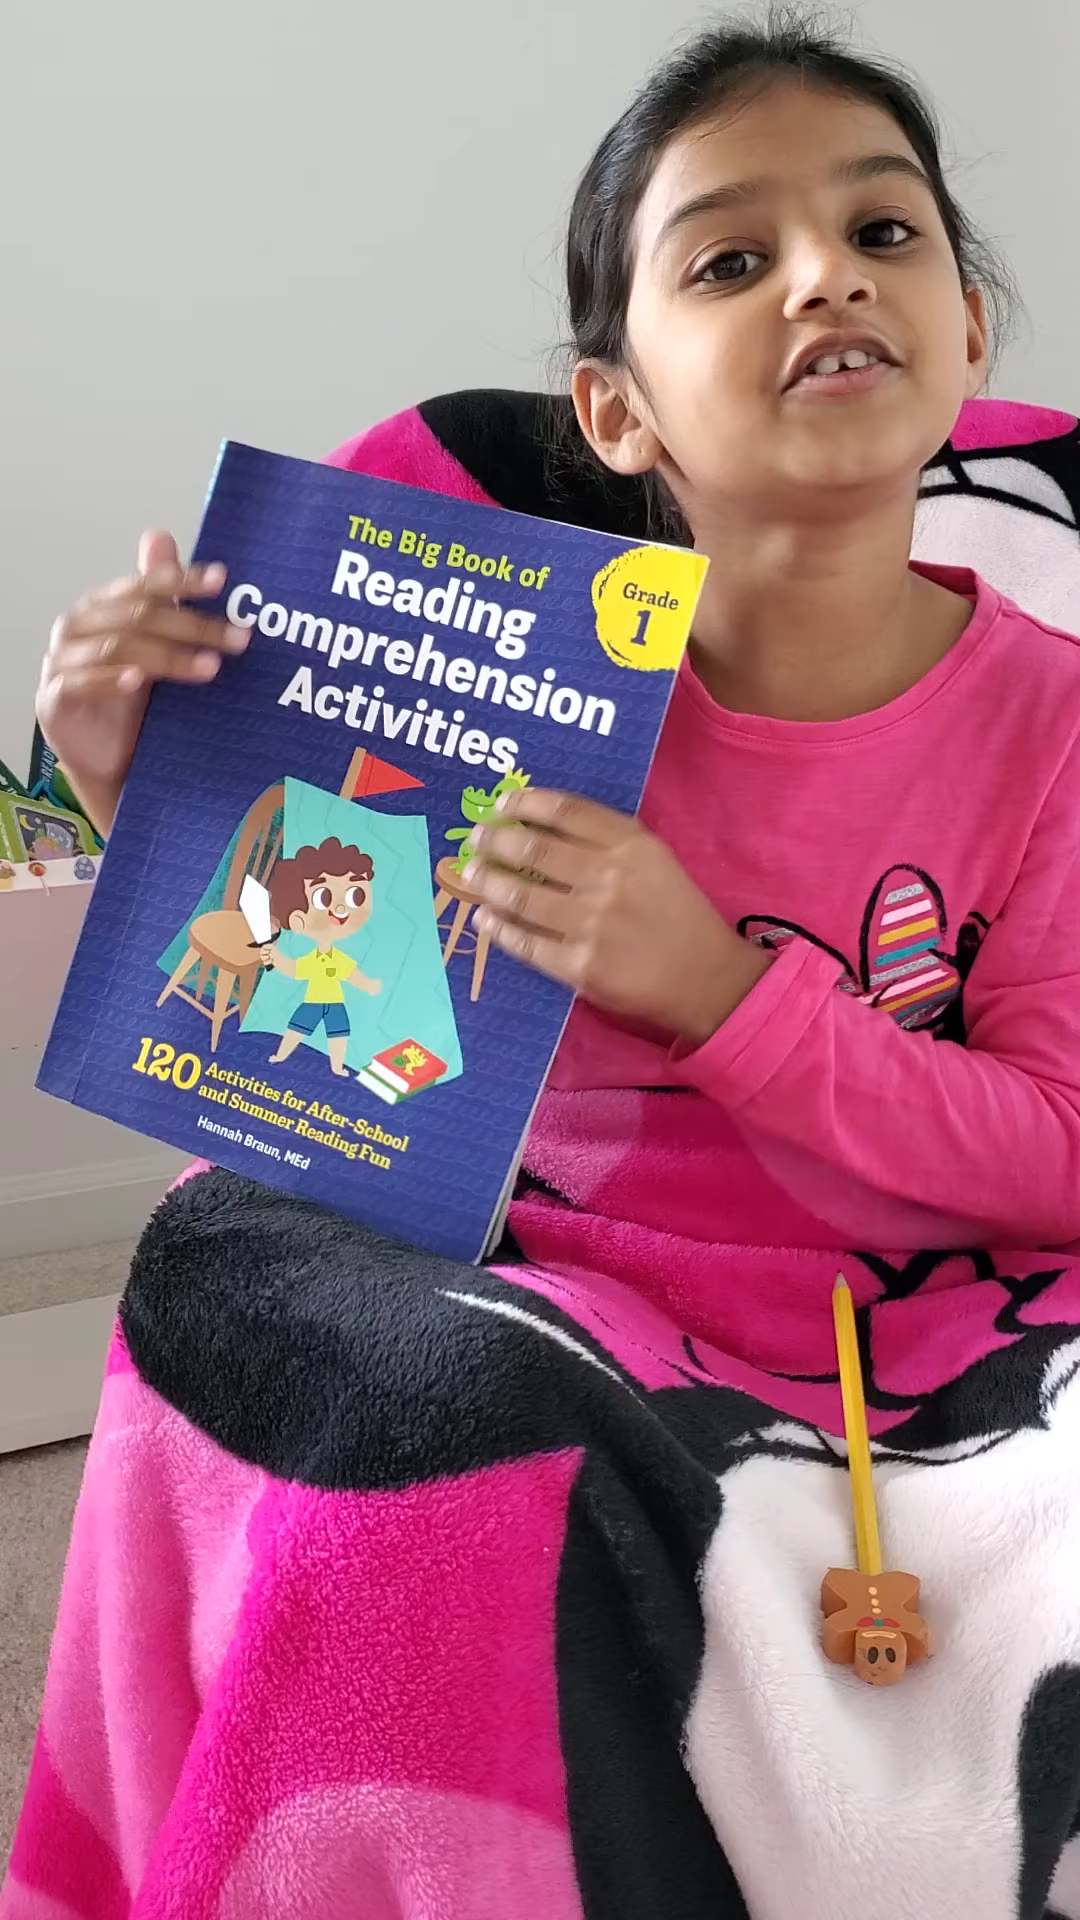 The Big Book of
Reading
Comprehension
Activities
Grade
1
120
Activities for After-School
and Summer Reading Fun
Hannah Braun, MEd
READ